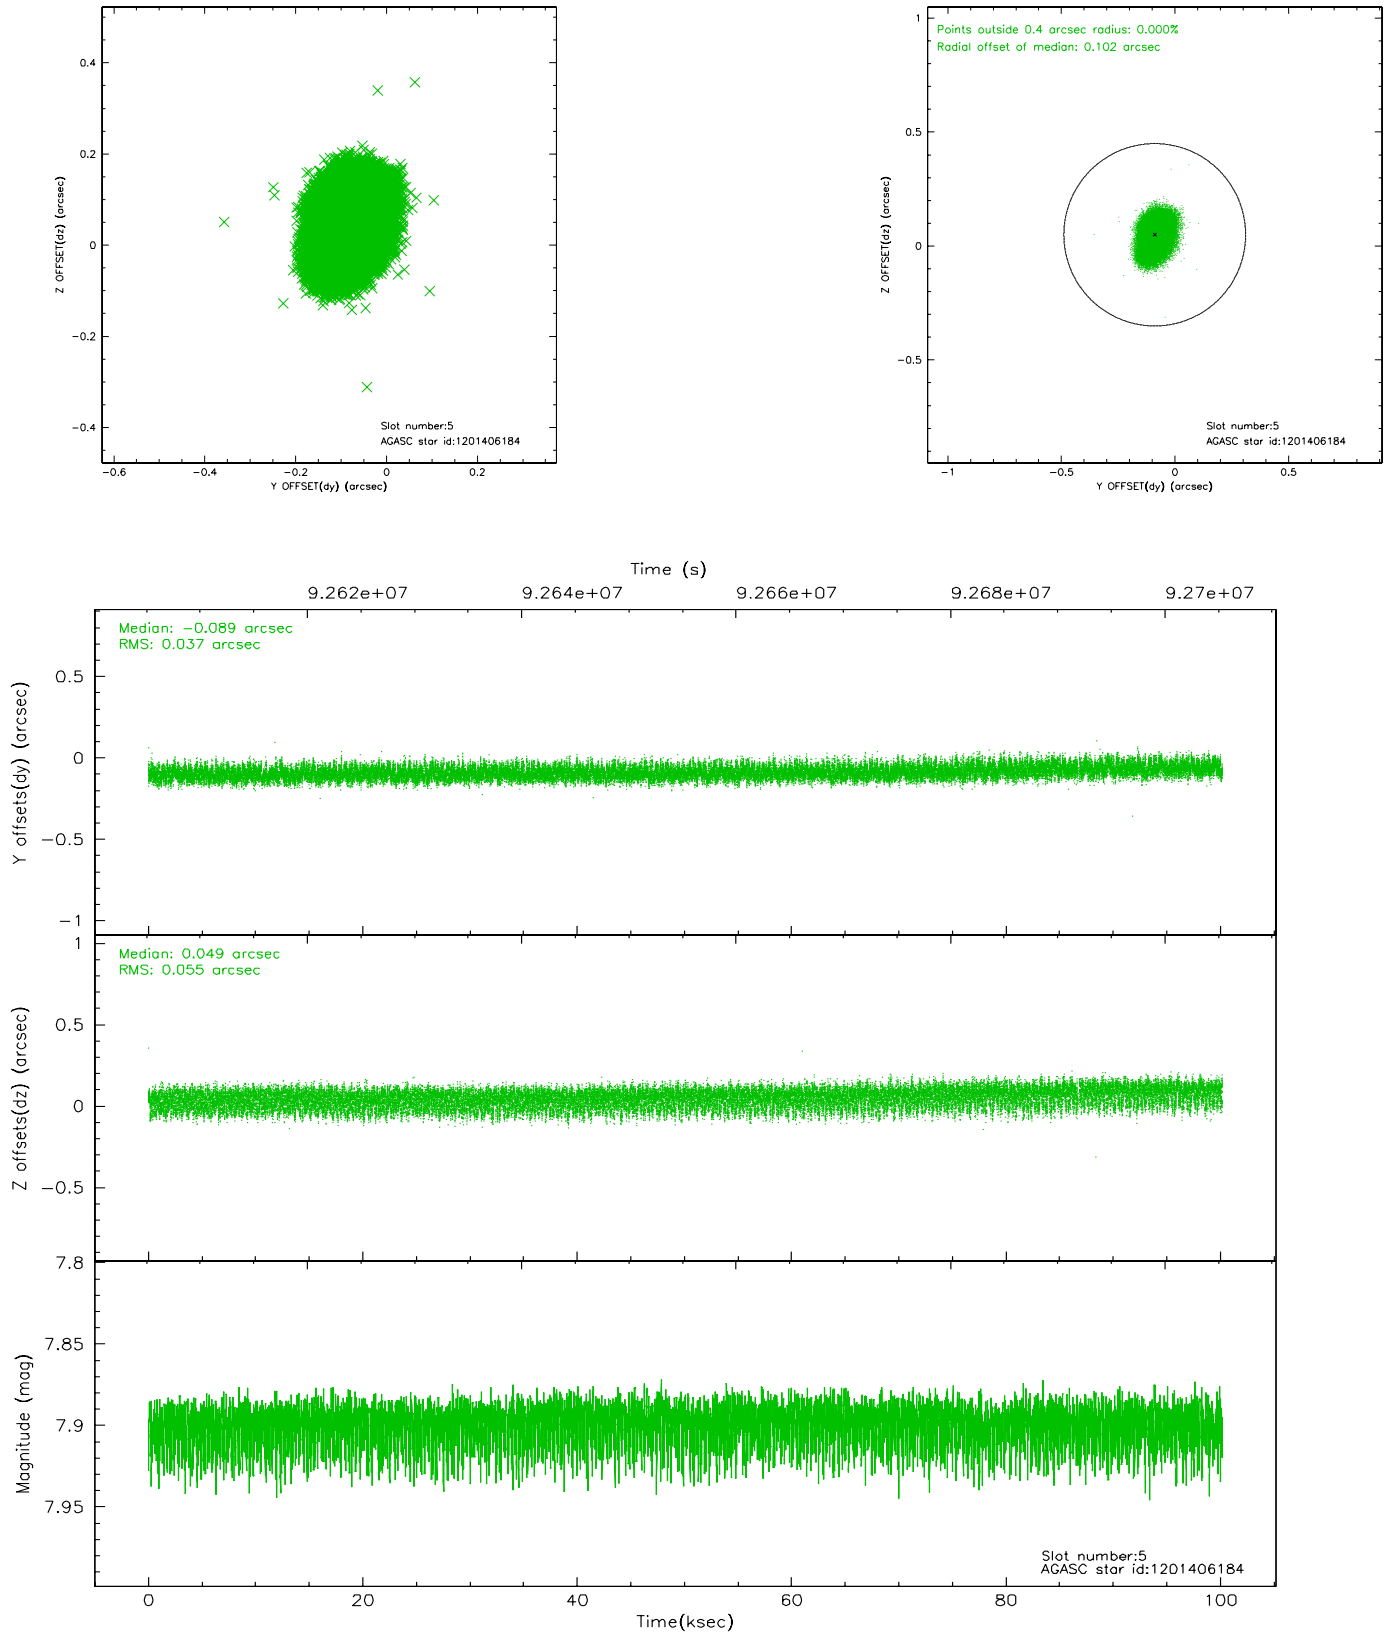 0.4
0.2
0
−0.2
−0.4
Z OFFSET(dz) (arcsec)
Slot number:5
AGASC star id:1201406184
−0.6 −0.4 −0.2 0 0.2
Y OFFSET(dy) (arcsec)
Points outside 0.4 arcsec radius: 0.000%
Radial offset of median: 0.102 arcsec
1
0.5
0
−0.5
Z OFFSET(dz) (arcsec)
Slot number:5
AGASC star id:1201406184
−1 −0.5 0 0.5
Y OFFSET(dy) (arcsec)
Time (s)
9.262e+07 9.264e+07 9.266e+07 9.268e+07 9.27e+07
Median: −0.089 arcsec
RMS: 0.037 arcsec
0.5
0
−0.5
−1
Y offsets(dy) (arcsec)
Median: 0.049 arcsec
RMS: 0.055 arcsec
1
0.5
0
−0.5
Z offsets(dz) (arcsec)
7.8
7.85
7.9
7.95
Magnitude (mag)
Slot number:5
AGASC star id:1201406184
0 20 40 60 80 100
Time(ksec)